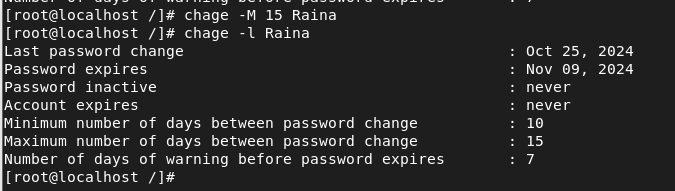 Number of days of warning before password expires : 7
[root@localhost /]# chage -M 15 Raina
[root@localhost /]# chage -l Raina
Last password change : Oct 25, 2024
Password expires : Nov 09, 2024
Password inactive : never
Account expires : never
Minimum number of days between password change : 10
Maximum number of days between password change : 15
Number of days of warning before password expires : 7
[root@localhost /]#